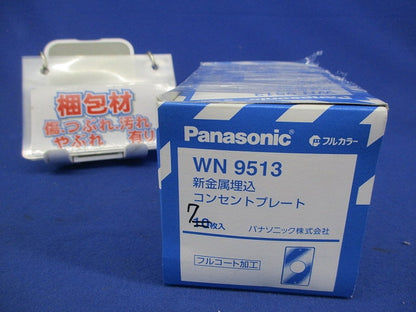 梱包材
傷、つぶれ、汚れ
やぶれ 有り
Panasonic
フルカラー
WN 9513
新金属埋込
コンセントプレート
7
10枚入
パナソニック株式会社
フルコート加工